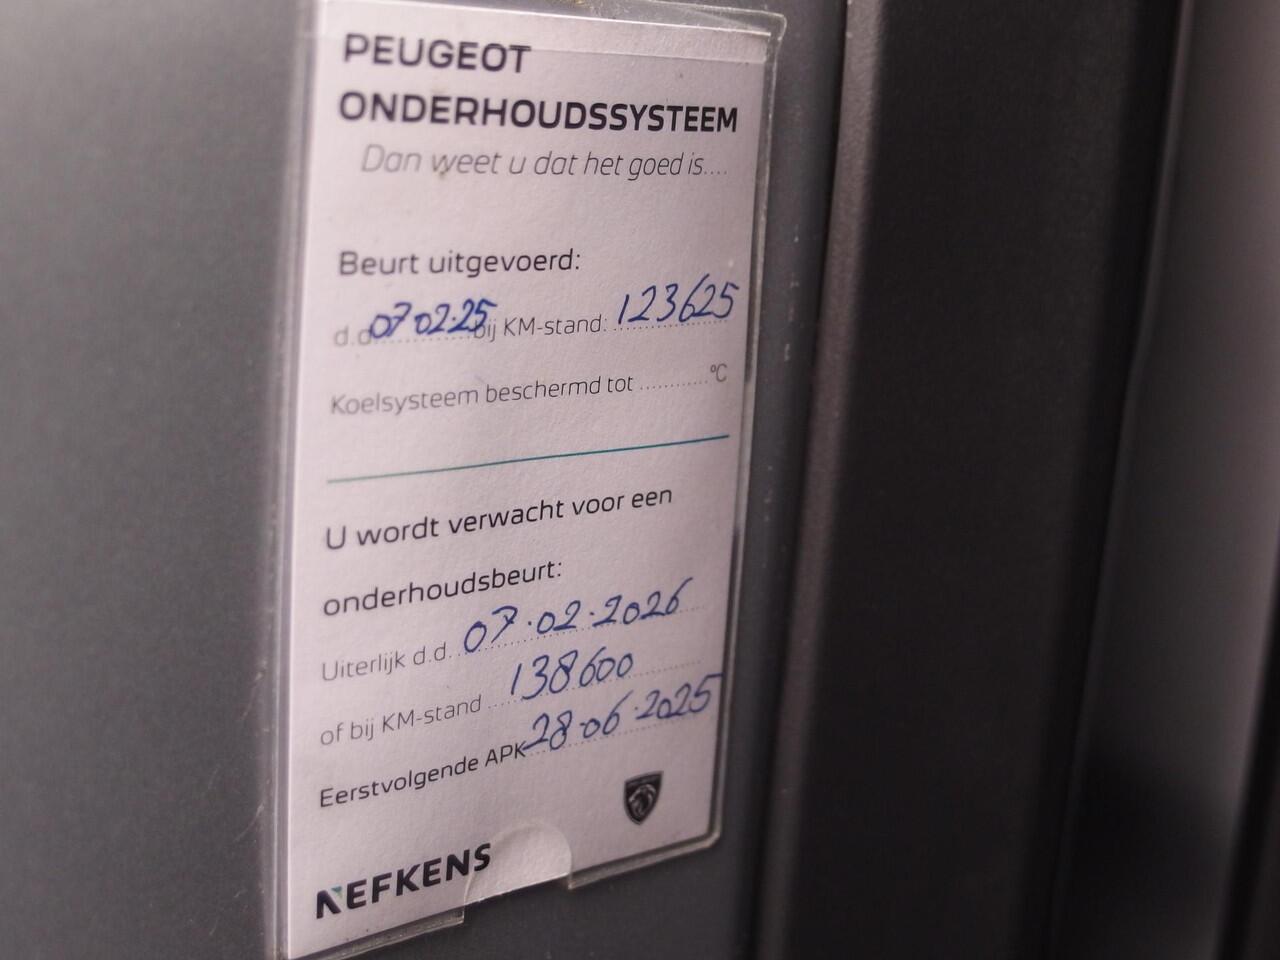 PEUGEOT
ONDERHOUDSSYSTEEM
Dan weet u dat het goed is....
Beurt uitgevoerd:
d.d 07-02-25 bij KM-stand: 123625
Koelsysteem beschermd tot ............°C
U wordt verwacht voor een
onderhoudsbeurt:
Uiterlijk d.d. 07-02-2026
of bij KM-stand 138600
Eerstvolgende APK 28-06-2025
NEFKENS